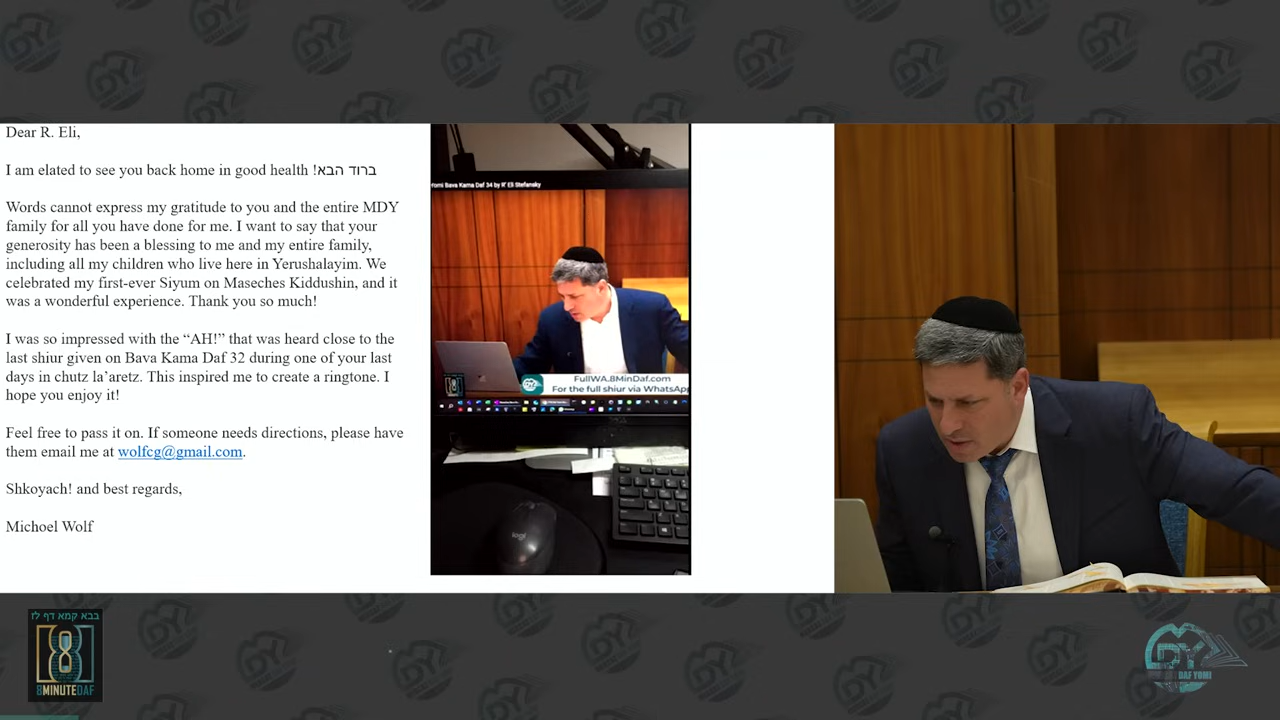 Dear R. Eli,
I am elated to see you back home in good health !ברוד הבא
Words cannot express my gratitude to you and the entire MDY
family for all you have done for me. I want to say that your
generosity has been a blessing to me and my entire family,
including all my children who live here in Yerushalayim. We
celebrated my first-ever Siyum on Maseches Kiddushin, and it
was a wonderful experience. Thank you so much!
I was so impressed with the “AH!” that was heard close to the
last shiur given on Bava Kama Daf 32 during one of your last
days in chutz la’aretz. This inspired me to create a ringtone. I
hope you enjoy it!
Feel free to pass it on. If someone needs directions, please have
them email me at wolfcg@gmail.com.
Shkoyach! and best regards,
Michoel Wolf
Yomi Bava Kama Daf 34 by R' Eli Stefansky
FullWA.8MinDaf.com
For the full shiur via WhatsApp
logi
בבא קמא דף לז
8
8MINUTEDAF
DAF YOMI